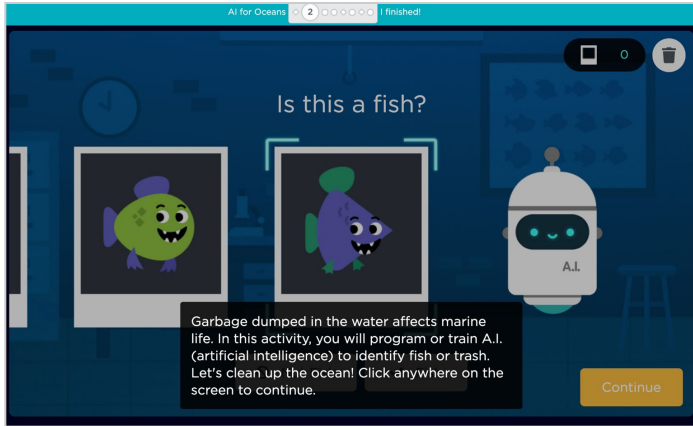 AI for Oceans 2 I finished!
0
Is this a fish?
A.I.
Garbage dumped in the water affects marine
life. In this activity, you will program or train A.I.
(artificial intelligence) to identify fish or trash.
Let's clean up the ocean! Click anywhere on the
screen to continue.
Continue